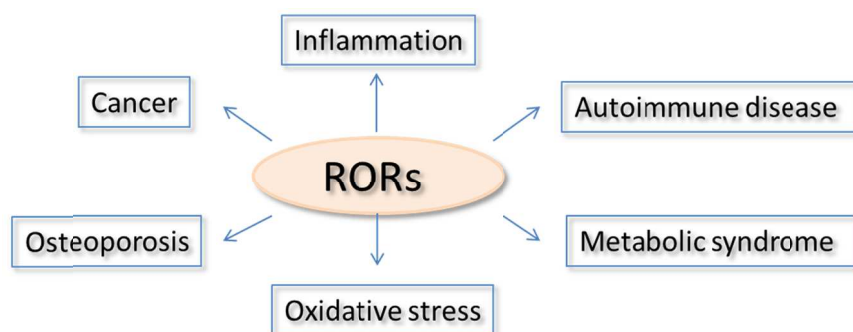 Inflammation
Cancer
Autoimmune disease
RORs
Osteoporosis
Metabolic syndrome
Oxidative stress